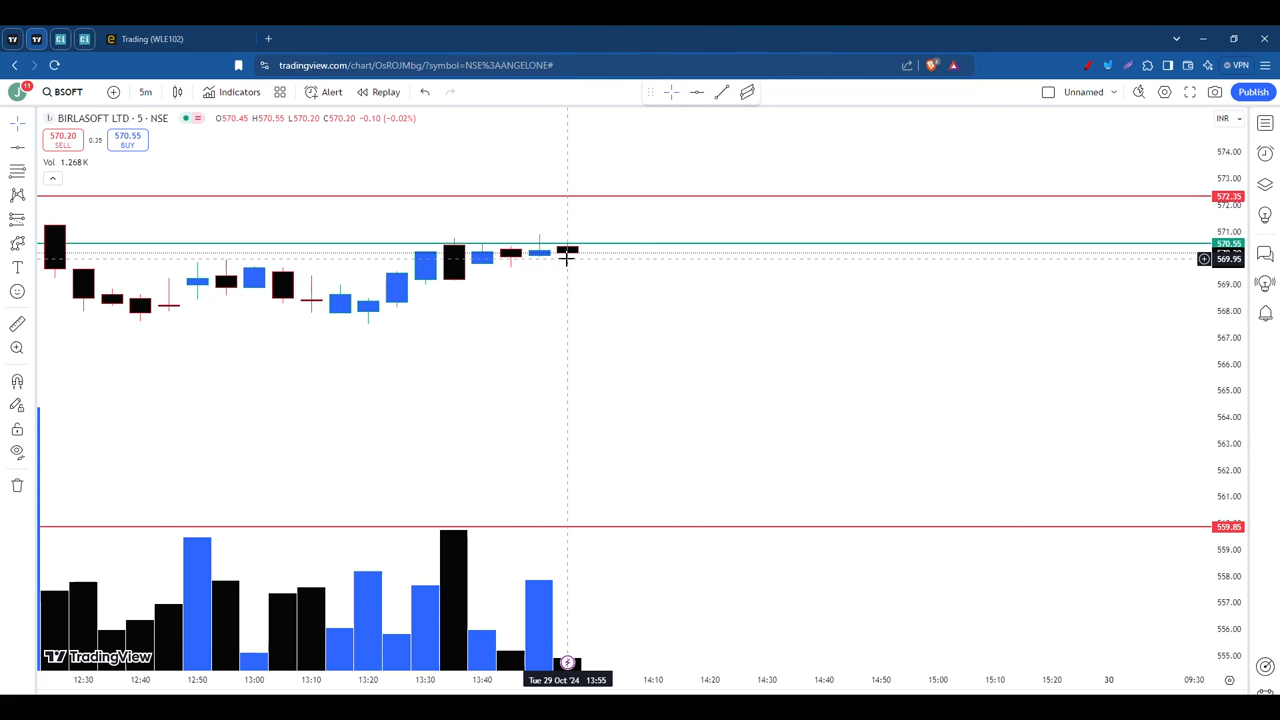 Trading (WLE102)
tradingview.com/chart/OsROJMbg/?symbol=NSE%3AANGELONE#
VPN
J 11 BSOFT 5m Indicators Alert Replay Unnamed Publish
BIRLASOFT LTD · 5 · NSE O570.45 H570.55 L570.20 C570.20 -0.10 (-0.02%) INR
570.20 SELL
0.35
570.55 BUY
Vol 1.268 K
574.00
573.00
572.35
572.00
571.00
570.55
569.95
569.00
568.00
567.00
566.00
565.00
564.00
563.00
562.00
561.00
559.85
559.00
558.00
557.00
556.00
555.00
TradingView
12:30 12:40 12:50 13:00 13:10 13:20 13:30 13:40 Tue 29 Oct '24 13:55 14:10 14:20 14:30 14:40 14:50 15:00 15:10 15:20 30 09:30